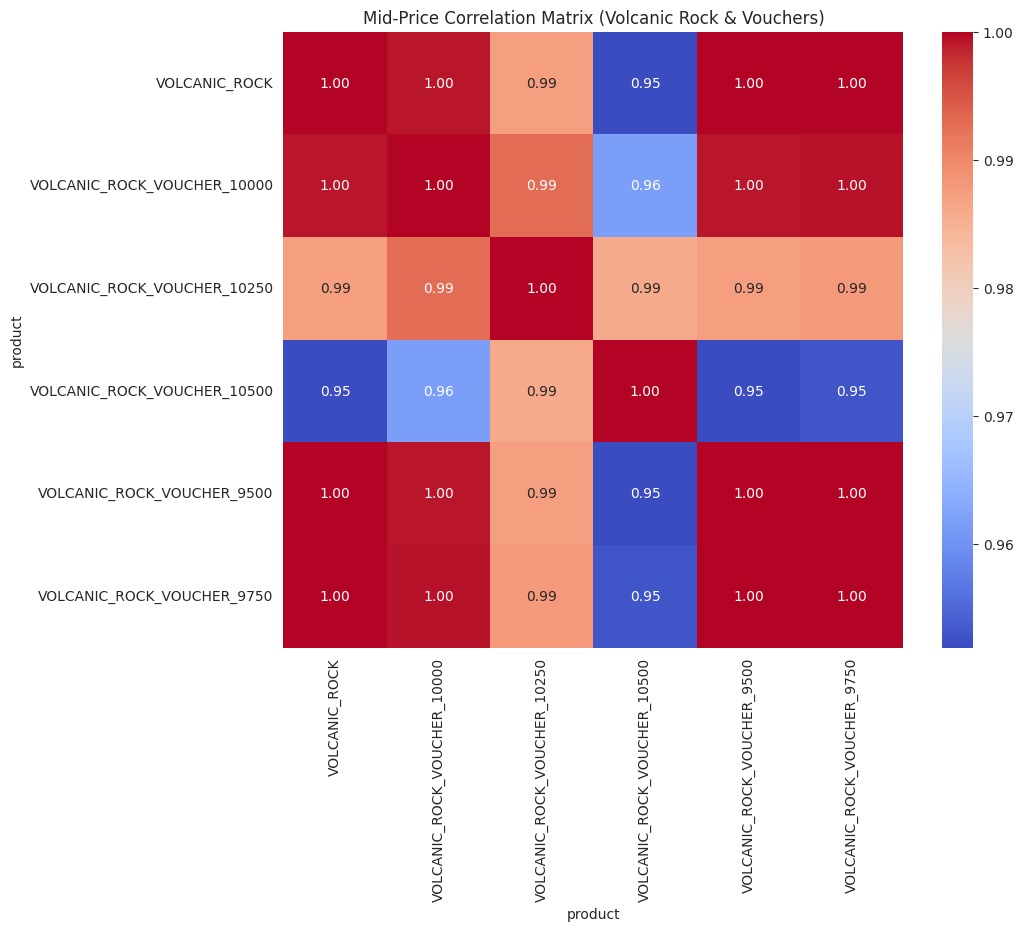 Mid-Price Correlation Matrix (Volcanic Rock & Vouchers)
product
VOLCANIC_ROCK 1.00 1.00 0.99 0.95 1.00 1.00
VOLCANIC_ROCK_VOUCHER_10000 1.00 1.00 0.99 0.96 1.00 1.00
VOLCANIC_ROCK_VOUCHER_10250 0.99 0.99 1.00 0.99 0.99 0.99
VOLCANIC_ROCK_VOUCHER_10500 0.95 0.96 0.99 1.00 0.95 0.95
VOLCANIC_ROCK_VOUCHER_9500 1.00 1.00 0.99 0.95 1.00 1.00
VOLCANIC_ROCK_VOUCHER_9750 1.00 1.00 0.99 0.95 1.00 1.00
VOLCANIC_ROCK
VOLCANIC_ROCK_VOUCHER_10000
VOLCANIC_ROCK_VOUCHER_10250
VOLCANIC_ROCK_VOUCHER_10500
VOLCANIC_ROCK_VOUCHER_9500
VOLCANIC_ROCK_VOUCHER_9750
product
1.00
0.99
0.98
0.97
0.96